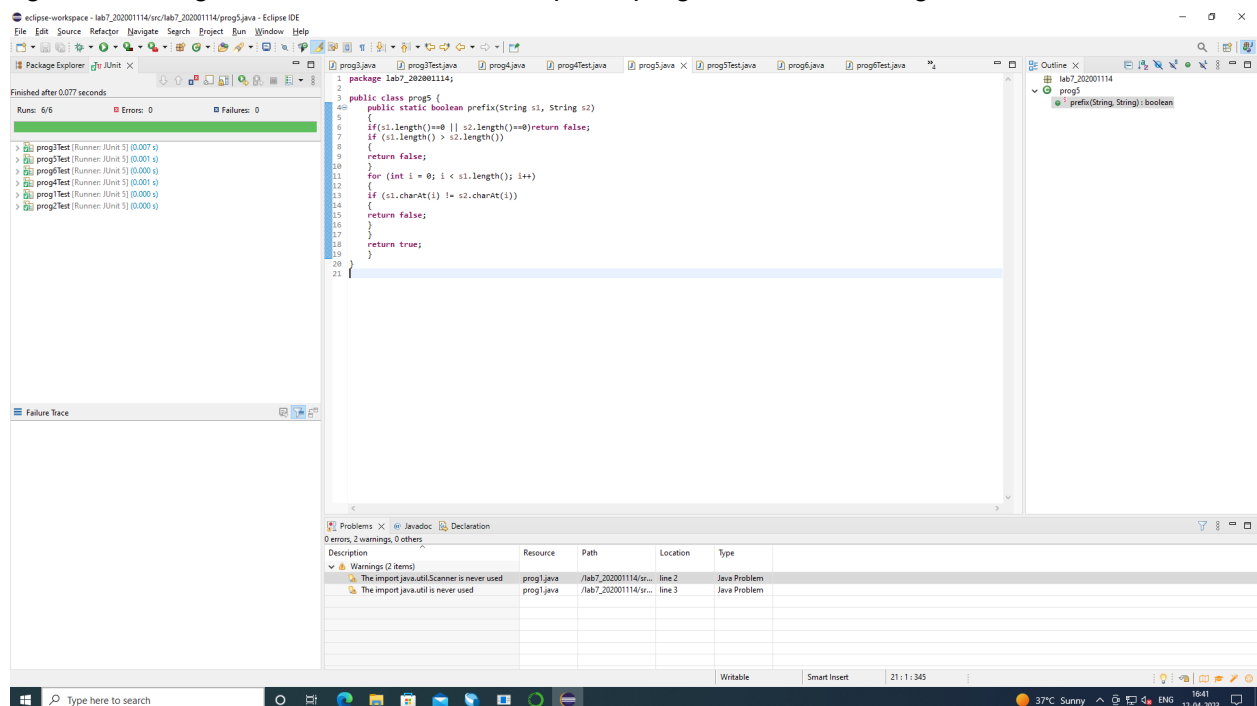 eclipse-workspace - lab7_202001114/src/lab7_202001114/prog5.java - Eclipse IDE
File Edit Source Refactor Navigate Search Project Run Window Help
Package Explorer JUnit
Finished after 0.077 seconds
Runs: 6/6 Errors: 0 Failures: 0
prog3Test [Runner: JUnit 5] (0.007 s)
prog5Test [Runner: JUnit 5] (0.001 s)
prog6Test [Runner: JUnit 5] (0.000 s)
prog4Test [Runner: JUnit 5] (0.001 s)
prog1Test [Runner: JUnit 5] (0.000 s)
prog2Test [Runner: JUnit 5] (0.000 s)
Failure Trace
prog3.java prog3Test.java prog4.java prog4Test.java prog5.java prog5Test.java prog6.java prog6Test.java »4
1 package lab7_202001114;
2
3 public class prog5 {
4 public static boolean prefix(String s1, String s2)
5 {
6 if(s1.length()==0 || s2.length()==0)return false;
7 if (s1.length() > s2.length())
8 {
9 return false;
10 }
11 for (int i = 0; i < s1.length(); i++)
12 {
13 if (s1.charAt(i) != s2.charAt(i))
14 {
15 return false;
16 }
17 }
18 return true;
19 }
20 }
21
Outline
lab7_202001114
prog5
prefix(String, String) : boolean
Problems Javadoc Declaration
0 errors, 2 warnings, 0 others
Description Resource Path Location Type
Warnings (2 items)
The import java.util.Scanner is never used prog1.java /lab7_202001114/sr... line 2 Java Problem
The import java.util is never used prog1.java /lab7_202001114/sr... line 3 Java Problem
Writable Smart Insert 21 : 1 : 345
Type here to search
37°C Sunny ENG 16:41